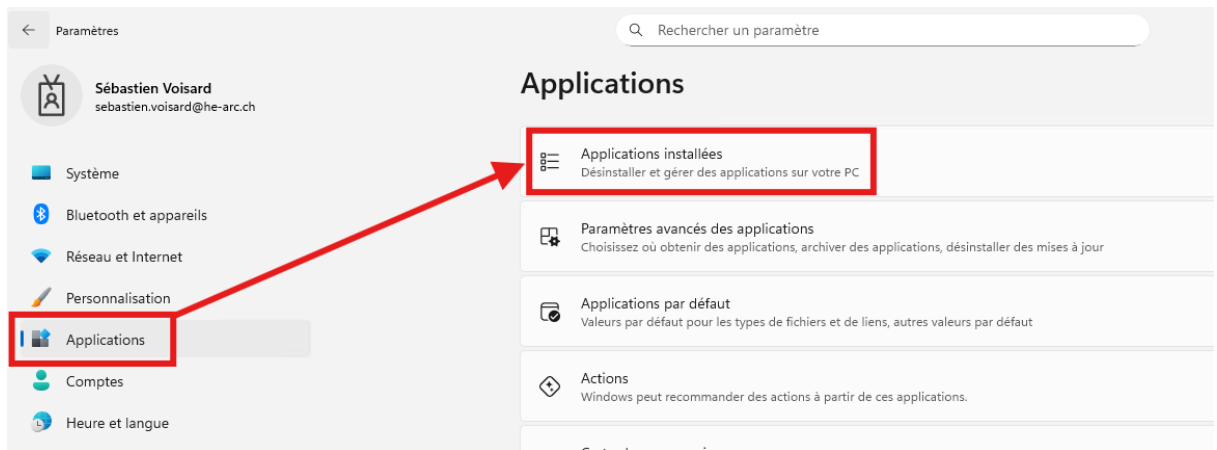 Paramètres
Rechercher un paramètre
Sébastien Voisard
sebastien.voisard@he-arc.ch
Système
Bluetooth et appareils
Réseau et Internet
Personnalisation
Applications
Comptes
Heure et langue
Applications
Applications installées
Désinstaller et gérer des applications sur votre PC
Paramètres avancés des applications
Choisissez où obtenir des applications, archiver des applications, désinstaller des mises à jour
Applications par défaut
Valeurs par défaut pour les types de fichiers et de liens, autres valeurs par défaut
Actions
Windows peut recommander des actions à partir de ces applications.